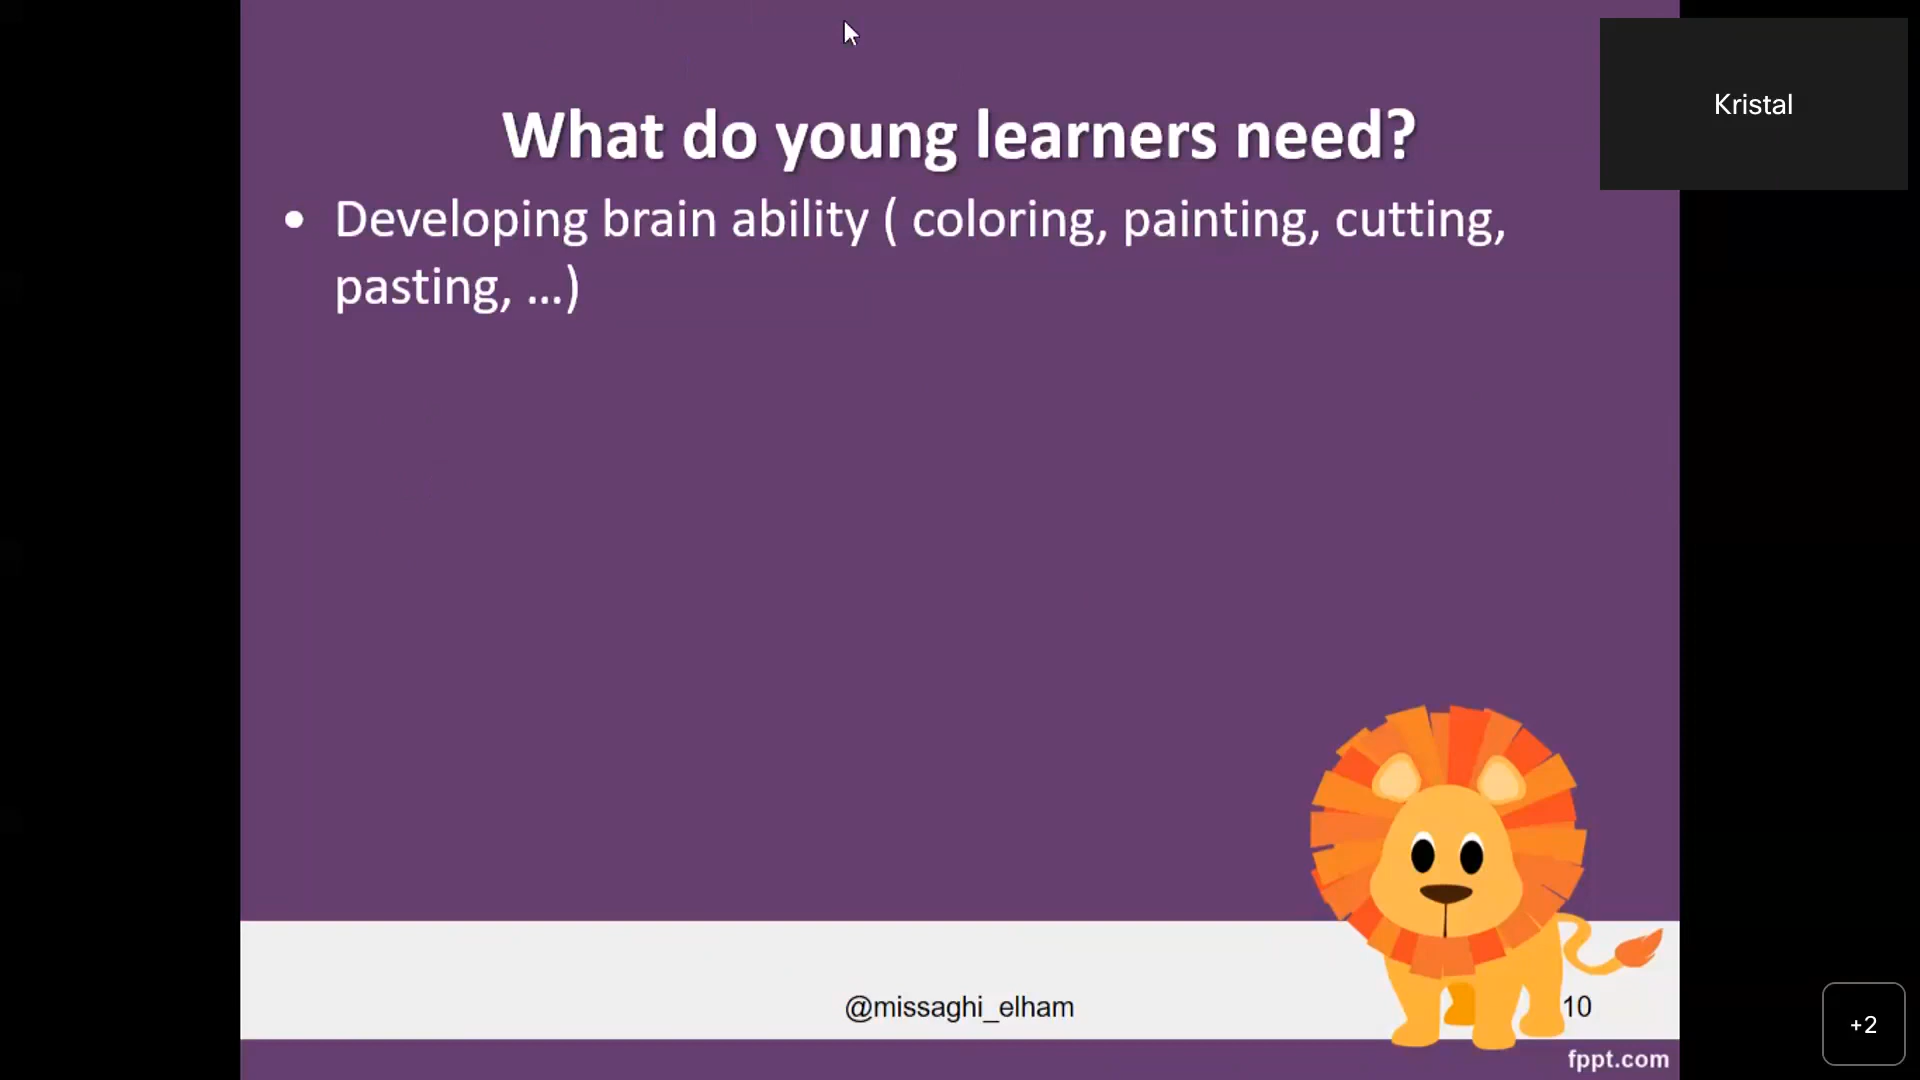 What do young learners need?
• Developing brain ability ( coloring, painting, cutting,
pasting, ...)
Kristal
@missaghi_elham
10
fppt.com
+2